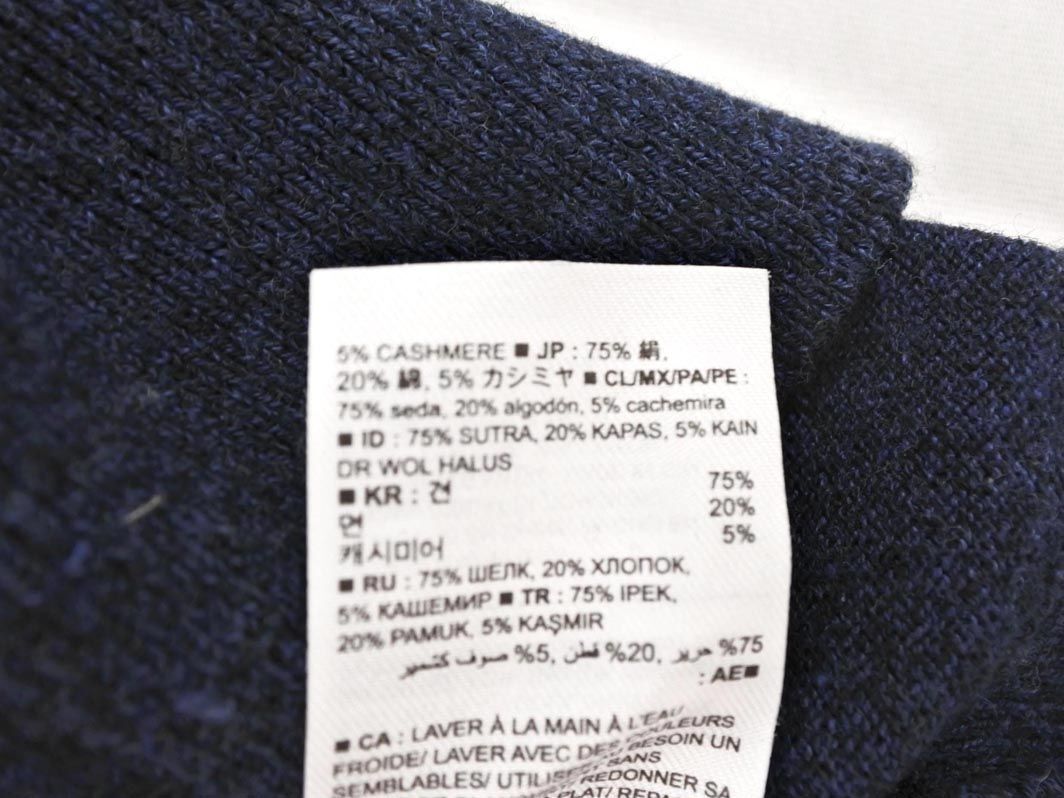 5% CASHMERE ■ JP : 75% 絹,
20% 綿, 5% カシミヤ ■ CL/MX/PA/PE :
75% seda, 20% algodón, 5% cachemira
■ ID : 75% SUTRA, 20% KAPAS, 5% KAIN
DR WOL HALUS
■ KR : 견 75%
면 20%
캐시미어 5%
■ RU : 75% ШЕЛК, 20% ХЛОПОК,
5% КАШЕМИР ■ TR : 75% IPEK,
20% PAMUK, 5% KAŞMIR
%75 حرير, %20 قطن, %5 صوف كشمير
: AE■
■ CA : LAVER À LA MAIN À L'EAU
FROIDE/ LAVER AVEC DES COULEURS
SEMBLABLES/ UTILISER BESOIN UN
SANS
REDONNER SA
PLAT/